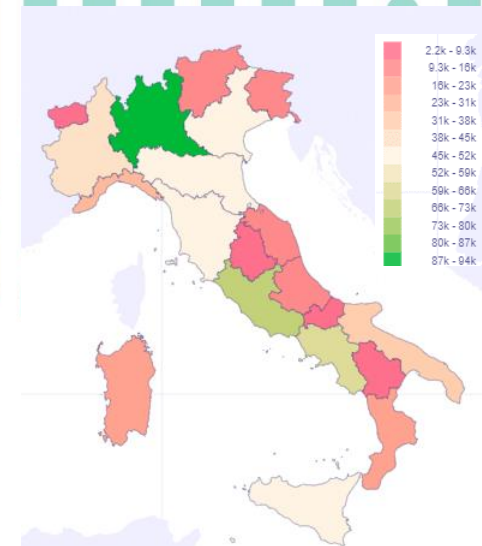 2.2k - 9.3k
9.3k - 16k
16k - 23k
23k - 31k
31k - 38k
38k - 45k
45k - 52k
52k - 59k
59k - 66k
66k - 73k
73k - 80k
80k - 87k
87k - 94k